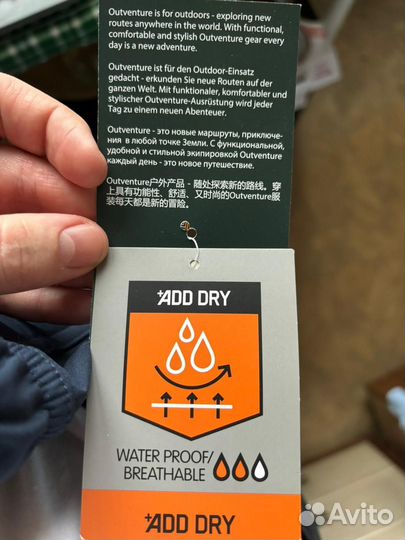 Outventure is for outdoors - exploring new
routes anywhere in the world. With functional,
comfortable and stylish Outventure gear every
day is a new adventure.
Outventure ist für den Outdoor-Einsatz
gedacht - erkunden Sie neue Routen auf der
ganzen Welt. Mit funktionaler, komfortabler und
stylischer Outventure-Ausrüstung wird jeder
Tag zu einem neuen Abenteuer.
Outventure - это новые маршруты, приключе-
ния в любой точке Земли. С функциональной,
удобной и стильной экипировкой Outventure
каждый день - это новое путешествие.
Outventure户外产品 - 随处探索新的路线。穿
上具有功能性、舒适、又时尚的Outventure服
装每天都是新的冒险。
+ADD DRY
WATER PROOF/
BREATHABLE
+ADD DRY
Avito